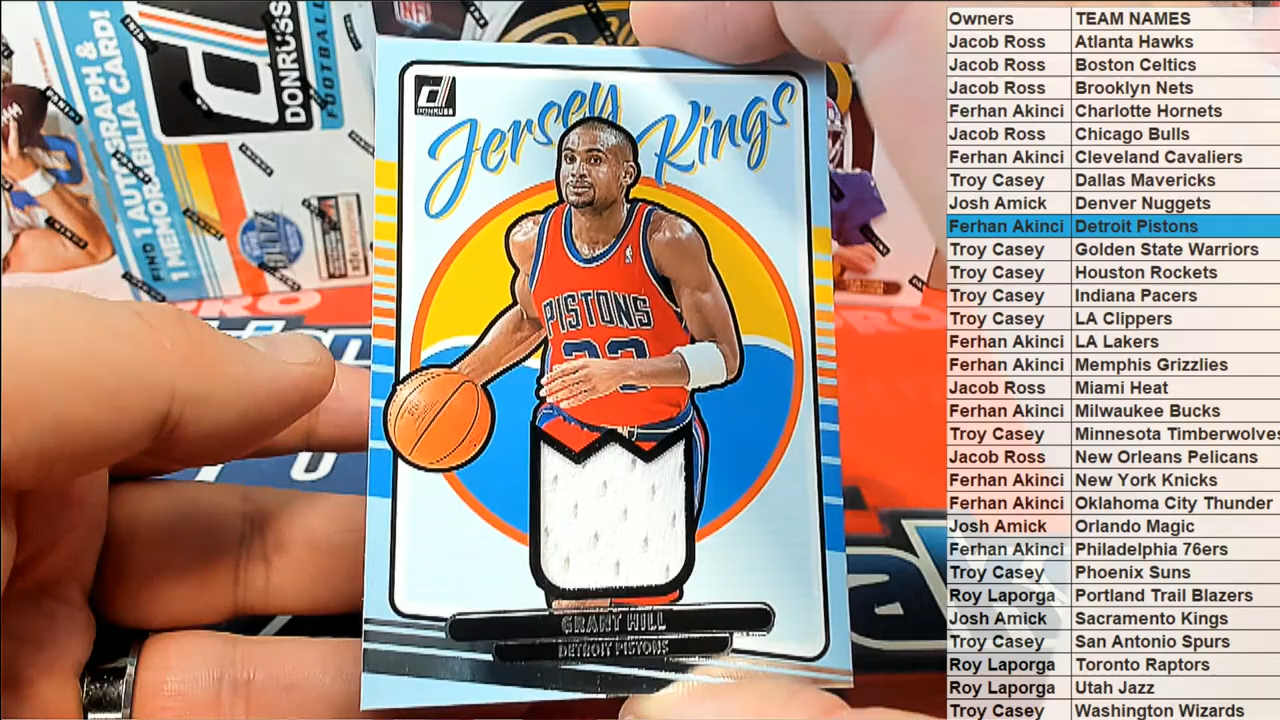 FIND 1 AUTOGRAPH &
1 MEMORABILIA CARD!
DONRUSS
FOOTBALL
BLITZ
NFL
DONRUSS
Jersey Kings
PISTONS
33
GRANT HILL
DETROIT PISTONS
Owners TEAM NAMES
Jacob Ross Atlanta Hawks
Jacob Ross Boston Celtics
Jacob Ross Brooklyn Nets
Ferhan Akinci Charlotte Hornets
Jacob Ross Chicago Bulls
Ferhan Akinci Cleveland Cavaliers
Troy Casey Dallas Mavericks
Josh Amick Denver Nuggets
Ferhan Akinci Detroit Pistons
Troy Casey Golden State Warriors
Troy Casey Houston Rockets
Troy Casey Indiana Pacers
Troy Casey LA Clippers
Ferhan Akinci LA Lakers
Ferhan Akinci Memphis Grizzlies
Jacob Ross Miami Heat
Ferhan Akinci Milwaukee Bucks
Troy Casey Minnesota Timberwolves
Jacob Ross New Orleans Pelicans
Ferhan Akinci New York Knicks
Ferhan Akinci Oklahoma City Thunder
Josh Amick Orlando Magic
Ferhan Akinci Philadelphia 76ers
Troy Casey Phoenix Suns
Roy Laporga Portland Trail Blazers
Josh Amick Sacramento Kings
Troy Casey San Antonio Spurs
Roy Laporga Toronto Raptors
Roy Laporga Utah Jazz
Troy Casey Washington Wizards